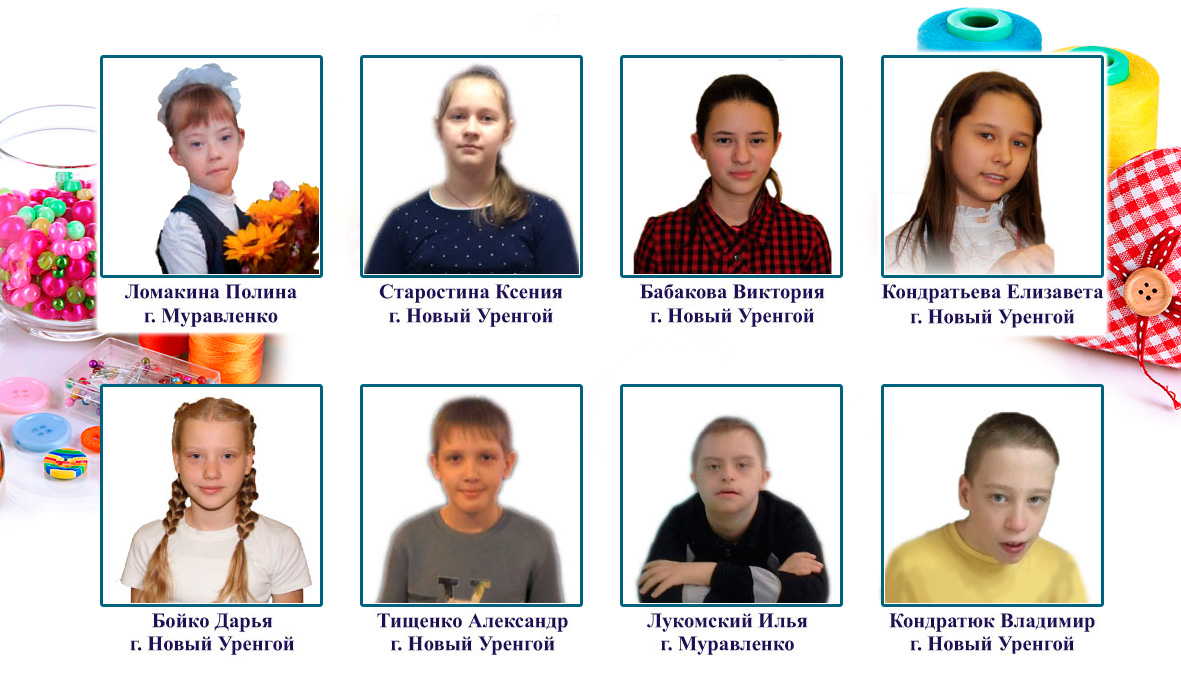 Ломакина Полина
г. Муравленко
Старостина Ксения
г. Новый Уренгой
Бабакова Виктория
г. Новый Уренгой
Кондратьева Елизавета
г. Новый Уренгой
Бойко Дарья
г. Новый Уренгой
Тищенко Александр
г. Новый Уренгой
Лукомский Илья
г. Муравленко
Кондратюк Владимир
г. Новый Уренгой